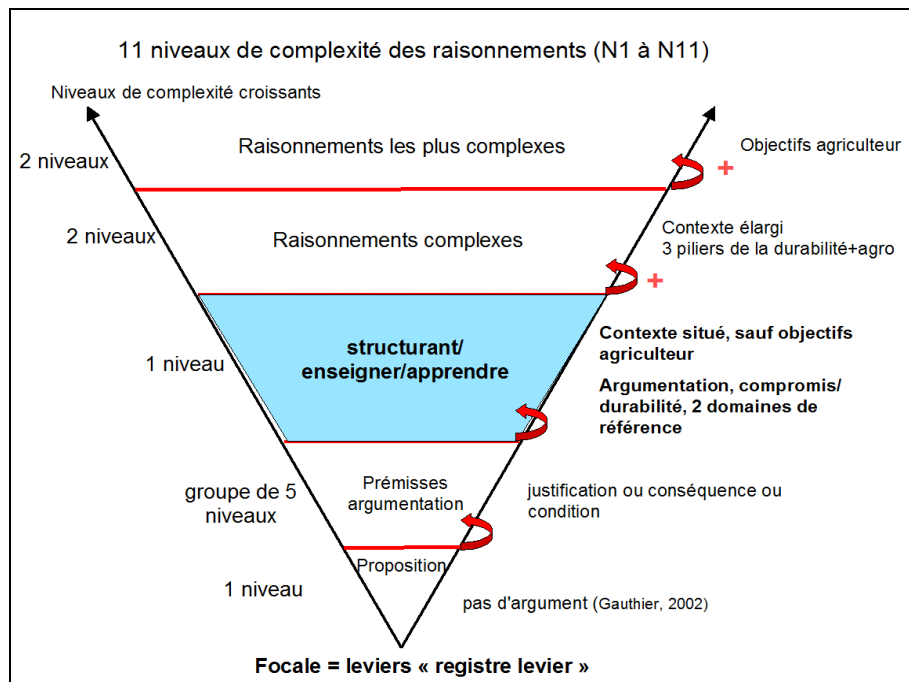 11 niveaux de complexité des raisonnements (N1 à N11)
Niveaux de complexité croissants
2 niveaux
Raisonnements les plus complexes
+
Objectifs agriculteur
2 niveaux
Raisonnements complexes
+
Contexte élargi
3 piliers de la durabilité+agro
1 niveau
structurant/
enseigner/apprendre
Contexte situé, sauf objectifs
agriculteur
Argumentation, compromis/
durabilité, 2 domaines de
référence
groupe de 5
niveaux
Prémisses
argumentation
justification ou conséquence ou
condition
1 niveau
Proposition
pas d'argument (Gauthier, 2002)
Focale = leviers « registre levier »